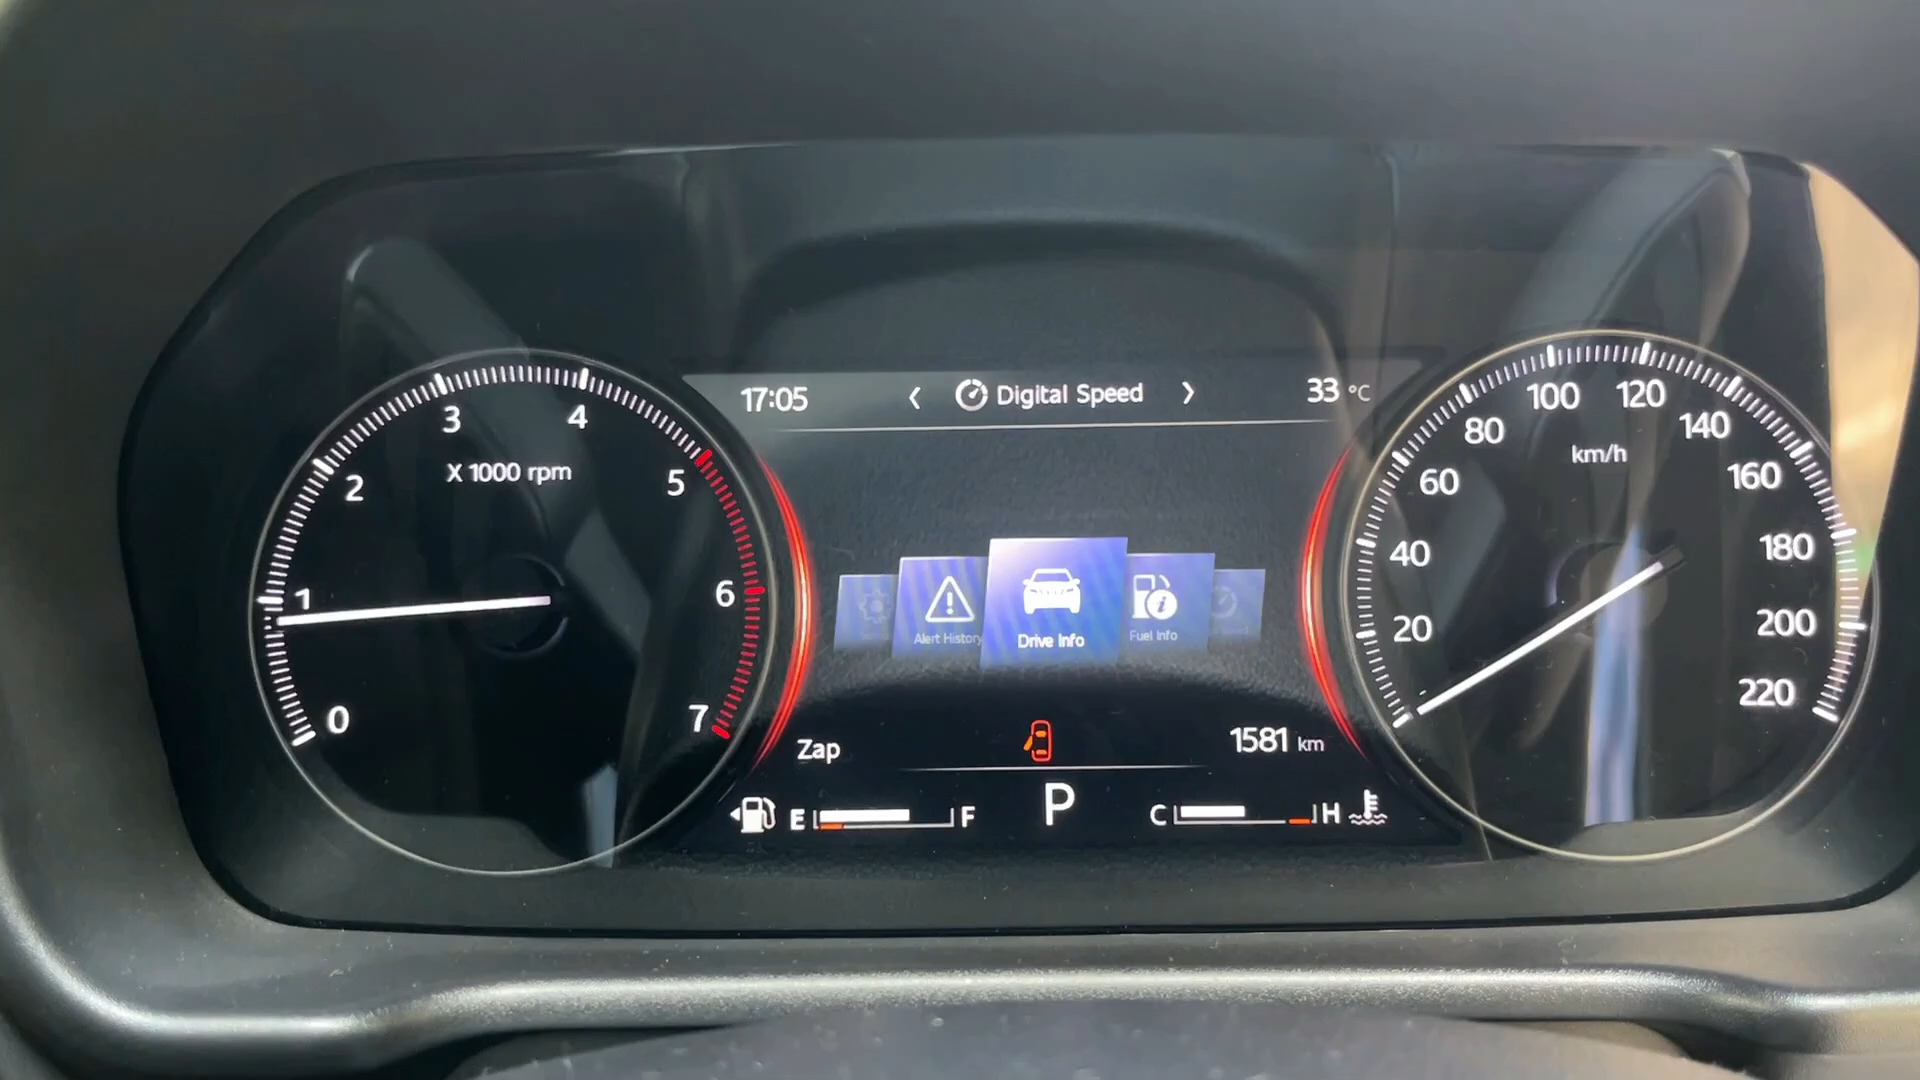 17:05
Digital Speed
33 °C
X 1000 rpm
0
1
2
3
4
5
6
7
km/h
20
40
60
80
100
120
140
160
180
200
220
Alert History
Drive Info
Fuel Info
Zap
1581 km
E
F
P
C
H